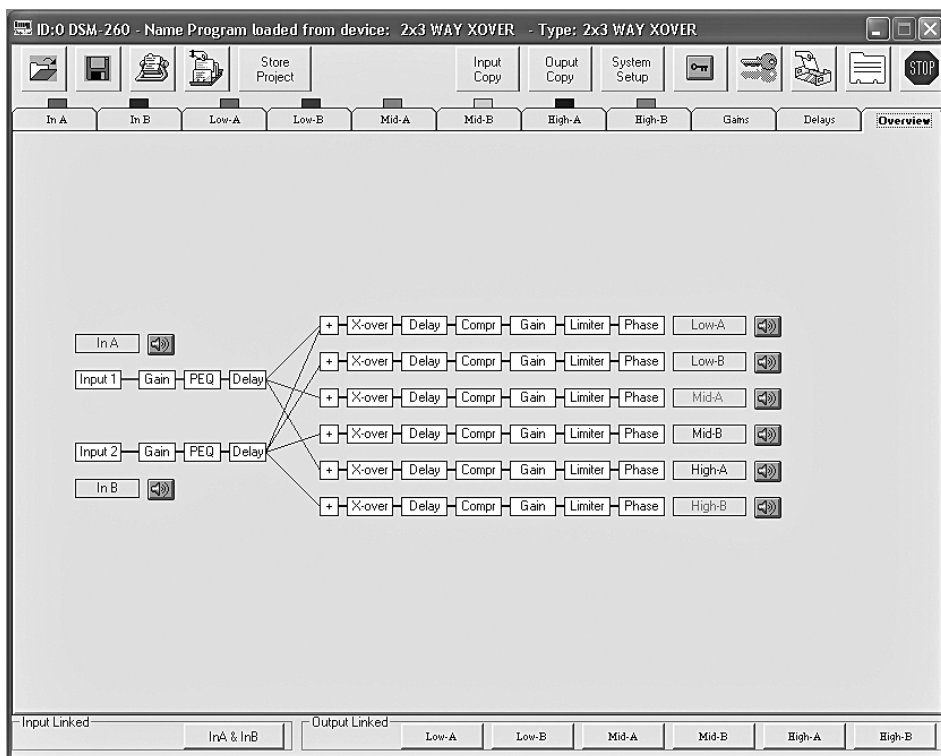 ID:0 DSM-260 - Name Program loaded from device: 2x3 WAY XOVER - Type: 2x3 WAY XOVER
Store Project Input Copy Ouput Copy System Setup STOP
In A In B Low-A Low-B Mid-A Mid-B High-A High-B Gains Delays Overview
+ X-over Delay Compr Gain Limiter Phase Low-A
In A
+ X-over Delay Compr Gain Limiter Phase Low-B
Input 1 Gain PEQ Delay
+ X-over Delay Compr Gain Limiter Phase Mid-A
+ X-over Delay Compr Gain Limiter Phase Mid-B
Input 2 Gain PEQ Delay
+ X-over Delay Compr Gain Limiter Phase High-A
In B
+ X-over Delay Compr Gain Limiter Phase High-B
Input Linked Output Linked
InA & InB Low-A Low-B Mid-A Mid-B High-A High-B